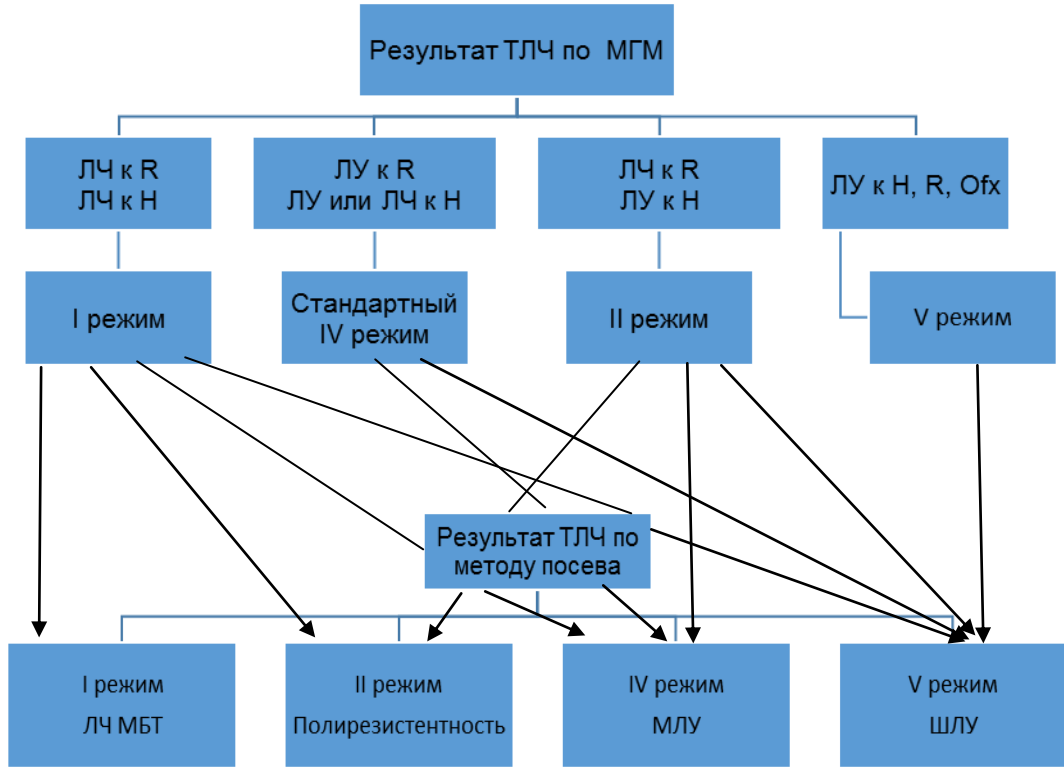 Результат ТЛЧ по МГМ
ЛЧ к R
ЛЧ к H
ЛУ к R
ЛУ или ЛЧ к H
ЛЧ к R
ЛУ к H
ЛУ к H, R, Ofx
I режим
Стандартный
IV режим
II режим
V режим
Результат ТЛЧ по
методу посева
I режим
ЛЧ МБТ
II режим
Полирезистентность
IV режим
МЛУ
V режим
ШЛУ